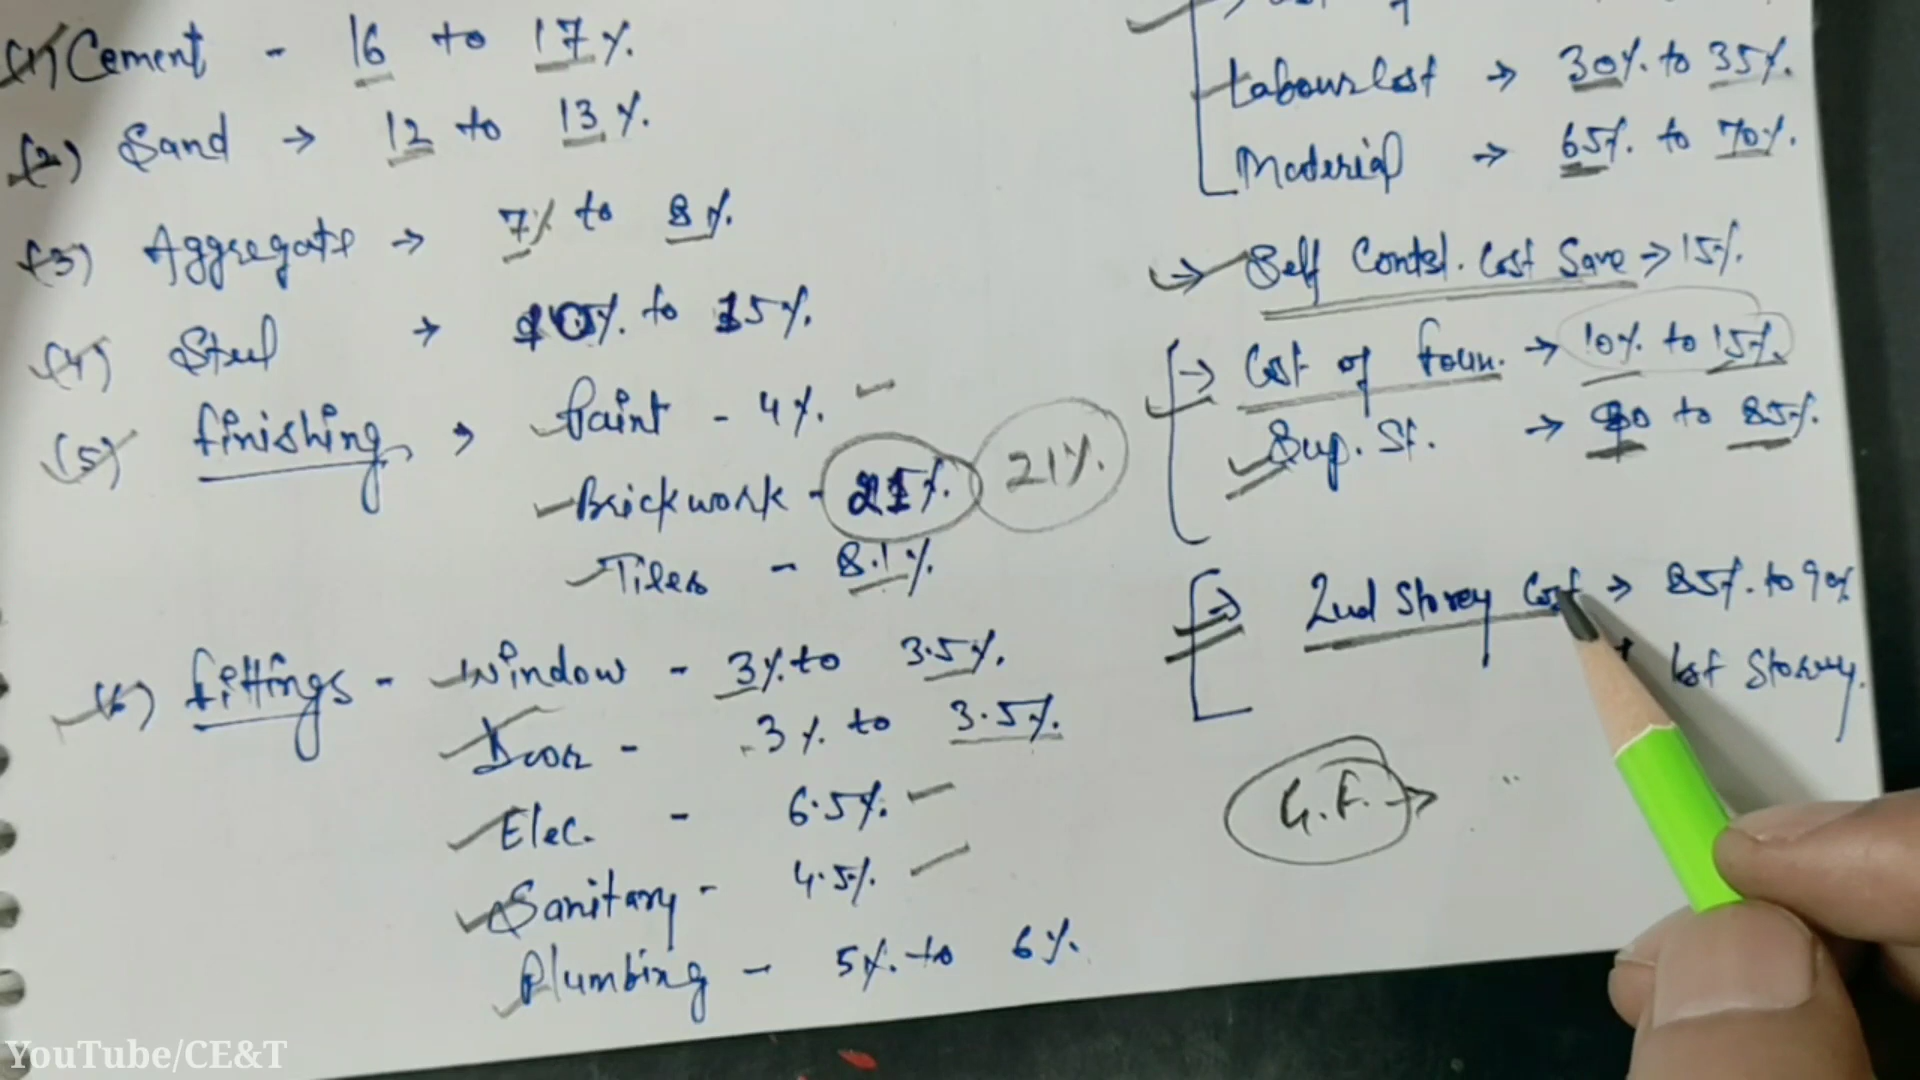 (1) Cement - 16 to 17%.
(2) Sand → 12 to 13%.
(3) Aggregate → 7% to 8%.
(4) Steel → 10% to 15%.
(5) finishing → Paint - 4%.
Brickwork - 21%. 21%.
Tiles - 8.1%.
(6) fittings - Window - 3% to 3.5%.
Door - 3% to 3.5%.
Elec. - 6.5%.
Sanitary - 4.5%.
Plumbing - 5%. to 6%.
Labour Cost → 30%. to 35%.
Material → 65%. to 70%.
→ Self Const. Cost Save → 15%.
→ Cost of foun. → 10% to 15%.
Sup. St. → 80 to 85%.
→ 2nd Storey Cost → 85%. to 90%
1st Storey.
G.F. →
YouTube/CE&T